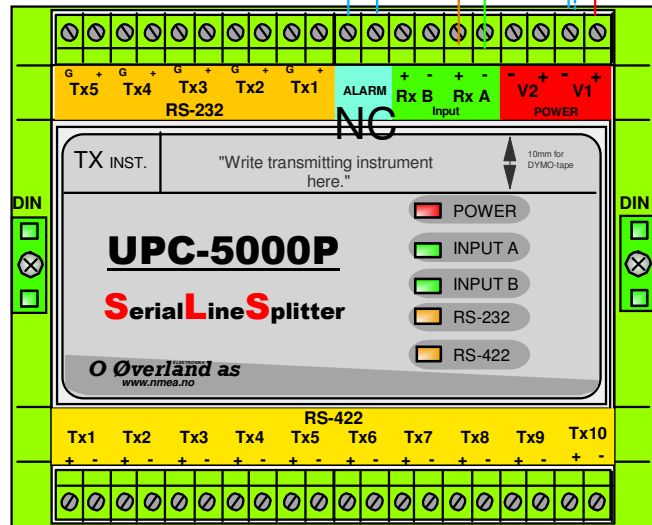 G + G + G + G + G +
Tx5 Tx4 Tx3 Tx2 Tx1
RS-232
ALARM
NC
+ - + -
Rx B Rx A
Input
- + - +
V2 V1
POWER
TX INST.
"Write transmitting instrument
here."
10mm for
DYMO-tape
DIN
DIN
UPC-5000P
SerialLineSplitter
POWER
INPUT A
INPUT B
RS-232
RS-422
ELEKTRONIKK
O Øverland as
www.nmea.no
RS-422
Tx1 Tx2 Tx3 Tx4 Tx5 Tx6 Tx7 Tx8 Tx9 Tx10
+ - + - + - + - + - + - + - + - + - + -